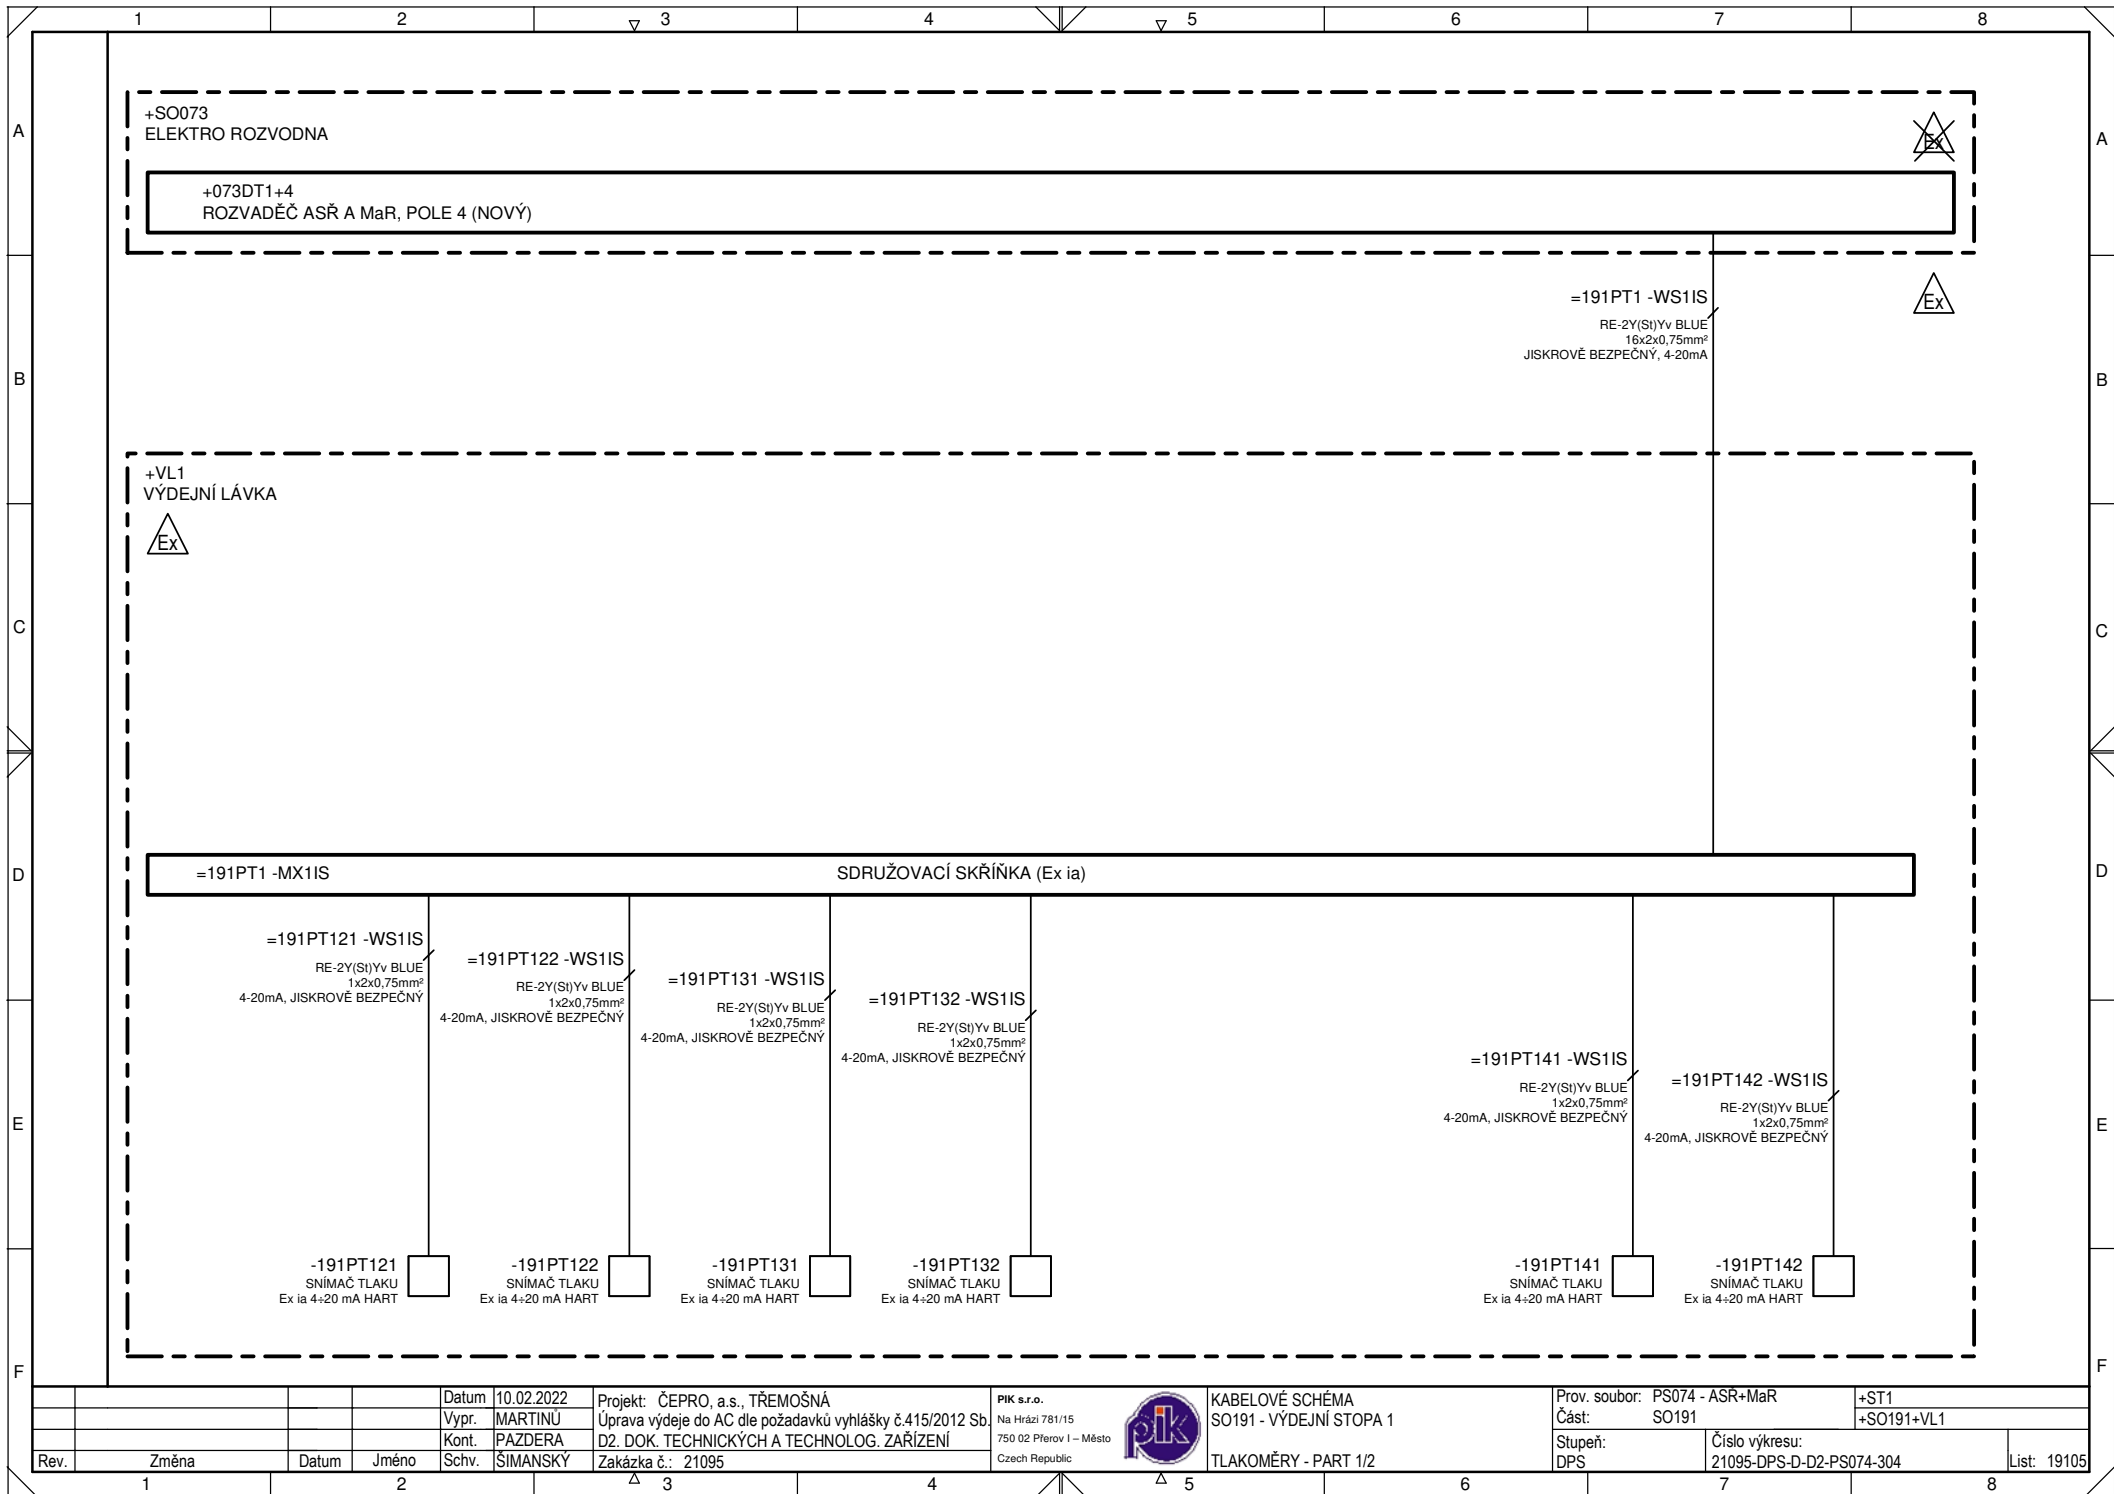 1 2 3 4 5 6 7 8
A A
+SO073
ELEKTRO ROZVODNA
Ex
+073DT1+4
ROZVADĚČ ASŘ A MaR, POLE 4 (NOVÝ)
Ex
=191PT1 -WS1IS
RE-2Y(St)Yv BLUE
16x2x0,75mm²
JISKROVĚ BEZPEČNÝ, 4-20mA
B B
+VL1
VÝDEJNÍ LÁVKA
Ex
C C
D D
=191PT1 -MX1IS SDRUŽOVACÍ SKŘÍŇKA (Ex ia)
=191PT121 -WS1IS
RE-2Y(St)Yv BLUE
1x2x0,75mm²
4-20mA, JISKROVĚ BEZPEČNÝ
=191PT122 -WS1IS
RE-2Y(St)Yv BLUE
1x2x0,75mm²
4-20mA, JISKROVĚ BEZPEČNÝ
=191PT131 -WS1IS
RE-2Y(St)Yv BLUE
1x2x0,75mm²
4-20mA, JISKROVĚ BEZPEČNÝ
=191PT132 -WS1IS
RE-2Y(St)Yv BLUE
1x2x0,75mm²
4-20mA, JISKROVĚ BEZPEČNÝ
=191PT141 -WS1IS
RE-2Y(St)Yv BLUE
1x2x0,75mm²
4-20mA, JISKROVĚ BEZPEČNÝ
=191PT142 -WS1IS
RE-2Y(St)Yv BLUE
1x2x0,75mm²
4-20mA, JISKROVĚ BEZPEČNÝ
E E
-191PT121
SNÍMAČ TLAKU
Ex ia 4÷20 mA HART
-191PT122
SNÍMAČ TLAKU
Ex ia 4÷20 mA HART
-191PT131
SNÍMAČ TLAKU
Ex ia 4÷20 mA HART
-191PT132
SNÍMAČ TLAKU
Ex ia 4÷20 mA HART
-191PT141
SNÍMAČ TLAKU
Ex ia 4÷20 mA HART
-191PT142
SNÍMAČ TLAKU
Ex ia 4÷20 mA HART
F F
Rev. Změna Datum Jméno
Datum 10.02.2022
Vypr. MARTINŮ
Kont. PAZDERA
Schv. ŠIMANSKÝ
Projekt: ČEPRO, a.s., TŘEMOŠNÁ
Úprava výdeje do AC dle požadavků vyhlášky č.415/2012 Sb.
D2. DOK. TECHNICKÝCH A TECHNOLOG. ZAŘÍZENÍ
Zakázka č.: 21095
PIK s.r.o.
Na Hrázi 781/15
750 02 Přerov I – Město
Czech Republic
pik
KABELOVÉ SCHÉMA
SO191 - VÝDEJNÍ STOPA 1
TLAKOMĚRY - PART 1/2
Prov. soubor: PS074 - ASŘ+MaR
Část: SO191
+ST1
+SO191+VL1
Stupeň:
DPS
Číslo výkresu:
21095-DPS-D-D2-PS074-304
List: 19105
1 2 3 4 5 6 7 8